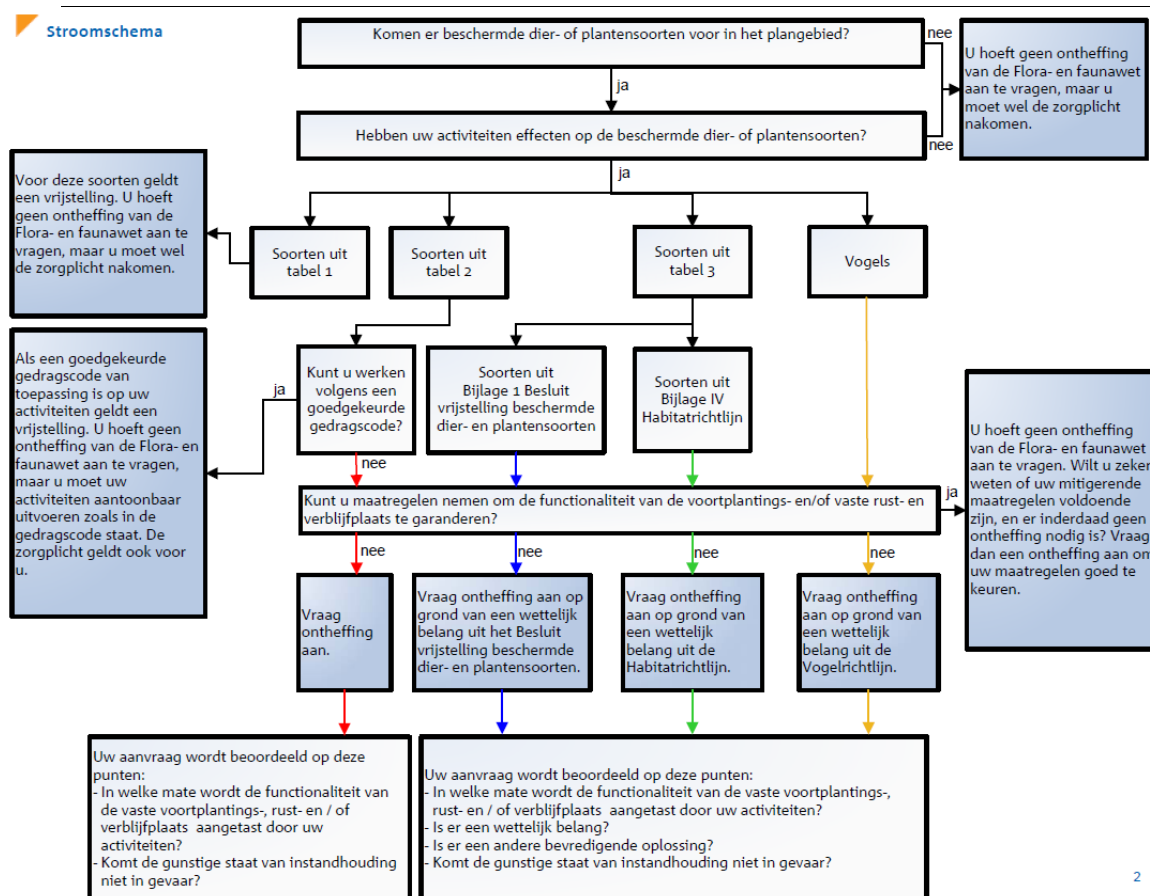 Stroomschema
Komen er beschermde dier- of plantensoorten voor in het plangebied?
nee
U hoeft geen ontheffing
van de Flora- en faunawet
aan te vragen, maar u
moet wel de zorgplicht
nakomen.
ja
Hebben uw activiteiten effecten op de beschermde dier- of plantensoorten?
nee
ja
Voor deze soorten geldt
een vrijstelling. U hoeft
geen ontheffing van de
Flora- en faunawet aan te
vragen, maar u moet wel
de zorgplicht nakomen.
Soorten uit
tabel 1
Soorten uit
tabel 2
Soorten uit
tabel 3
Vogels
Als een goedgekeurde
gedragscode van
toepassing is op uw
activiteiten geldt een
vrijstelling. U hoeft geen
ontheffing van de Flora- en
faunawet aan te vragen,
maar u moet uw
activiteiten aantoonbaar
uitvoeren zoals in de
gedragscode staat. De
zorgplicht geldt ook voor
u.
ja
Kunt u werken
volgens een
goedgekeurde
gedragscode?
Soorten uit
Bijlage 1 Besluit
vrijstelling beschermde
dier- en plantensoorten
Soorten uit
Bijlage IV
Habitatrichtlijn
nee
Kunt u maatregelen nemen om de functionaliteit van de voortplantings- en/of vaste rust- en
verblijfplaats te garanderen?
ja
U hoeft geen ontheffing
van de Flora- en faunawet
aan te vragen. Wilt u zeker
weten of uw mitigerende
maatregelen voldoende
zijn, en er inderdaad geen
ontheffing nodig is? Vraag
dan een ontheffing aan om
uw maatregelen goed te
keuren.
nee
nee
nee
nee
Vraag
ontheffing
aan.
Vraag ontheffing aan op
grond van een wettelijk
belang uit het Besluit
vrijstelling beschermde
dier- en plantensoorten.
Vraag ontheffing
aan op grond van
een wettelijk
belang uit de
Habitatrichtlijn.
Vraag ontheffing
aan op grond van
een wettelijk
belang uit de
Vogelrichtlijn.
Uw aanvraag wordt beoordeeld op deze
punten:
- In welke mate wordt de functionaliteit van
de vaste voortplantings-, rust- en / of
verblijfplaats aangetast door uw
activiteiten?
- Komt de gunstige staat van instandhouding
niet in gevaar?
Uw aanvraag wordt beoordeeld op deze punten:
- In welke mate wordt de functionaliteit van de vaste voortplantings-,
rust- en / of verblijfplaats aangetast door uw activiteiten?
- Is er een wettelijk belang?
- Is er een andere bevredigende oplossing?
- Komt de gunstige staat van instandhouding niet in gevaar?
2